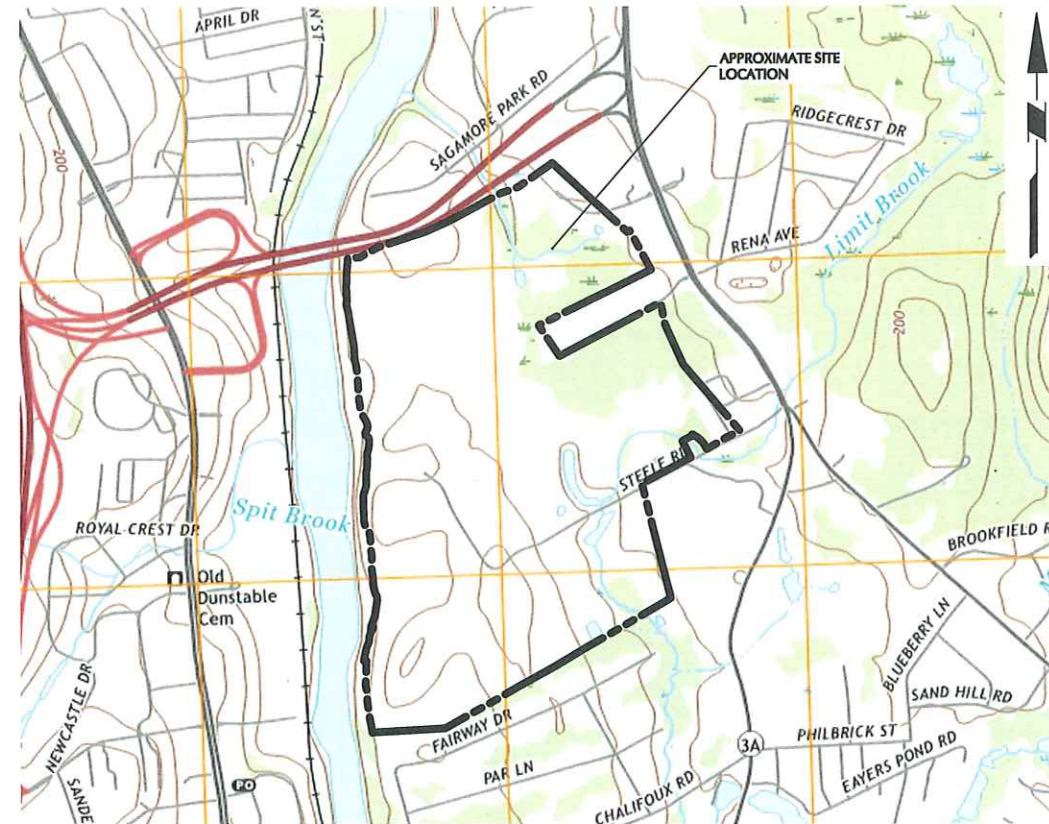 APRIL DR
N ST
APPROXIMATE SITE
LOCATION
SAGAMORE PARK RD
RIDGECREST DR
200
Limit Brook
RENA AVE
200
STEELE RD
Spit Brook
ROYAL CREST DR
Old
Dunstable
Cem
BROOKFIELD R
BLUEBERRY LN
NEWCASTLE DR
SAND HILL RD
FAIRWAY DR
PHILBRICK ST
3A
PAR LN
EAYERS POND RD
PO
SANDE
CHALIFOUX RD